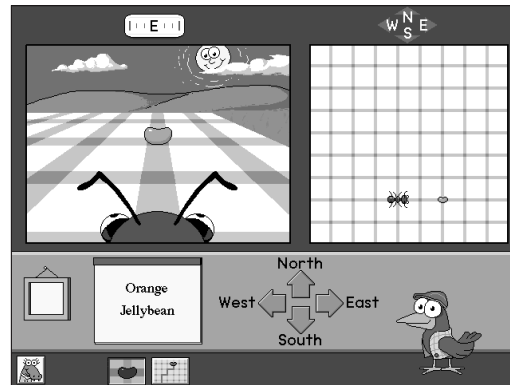 E
N
W E
S
Orange
Jellybean
North
West East
South